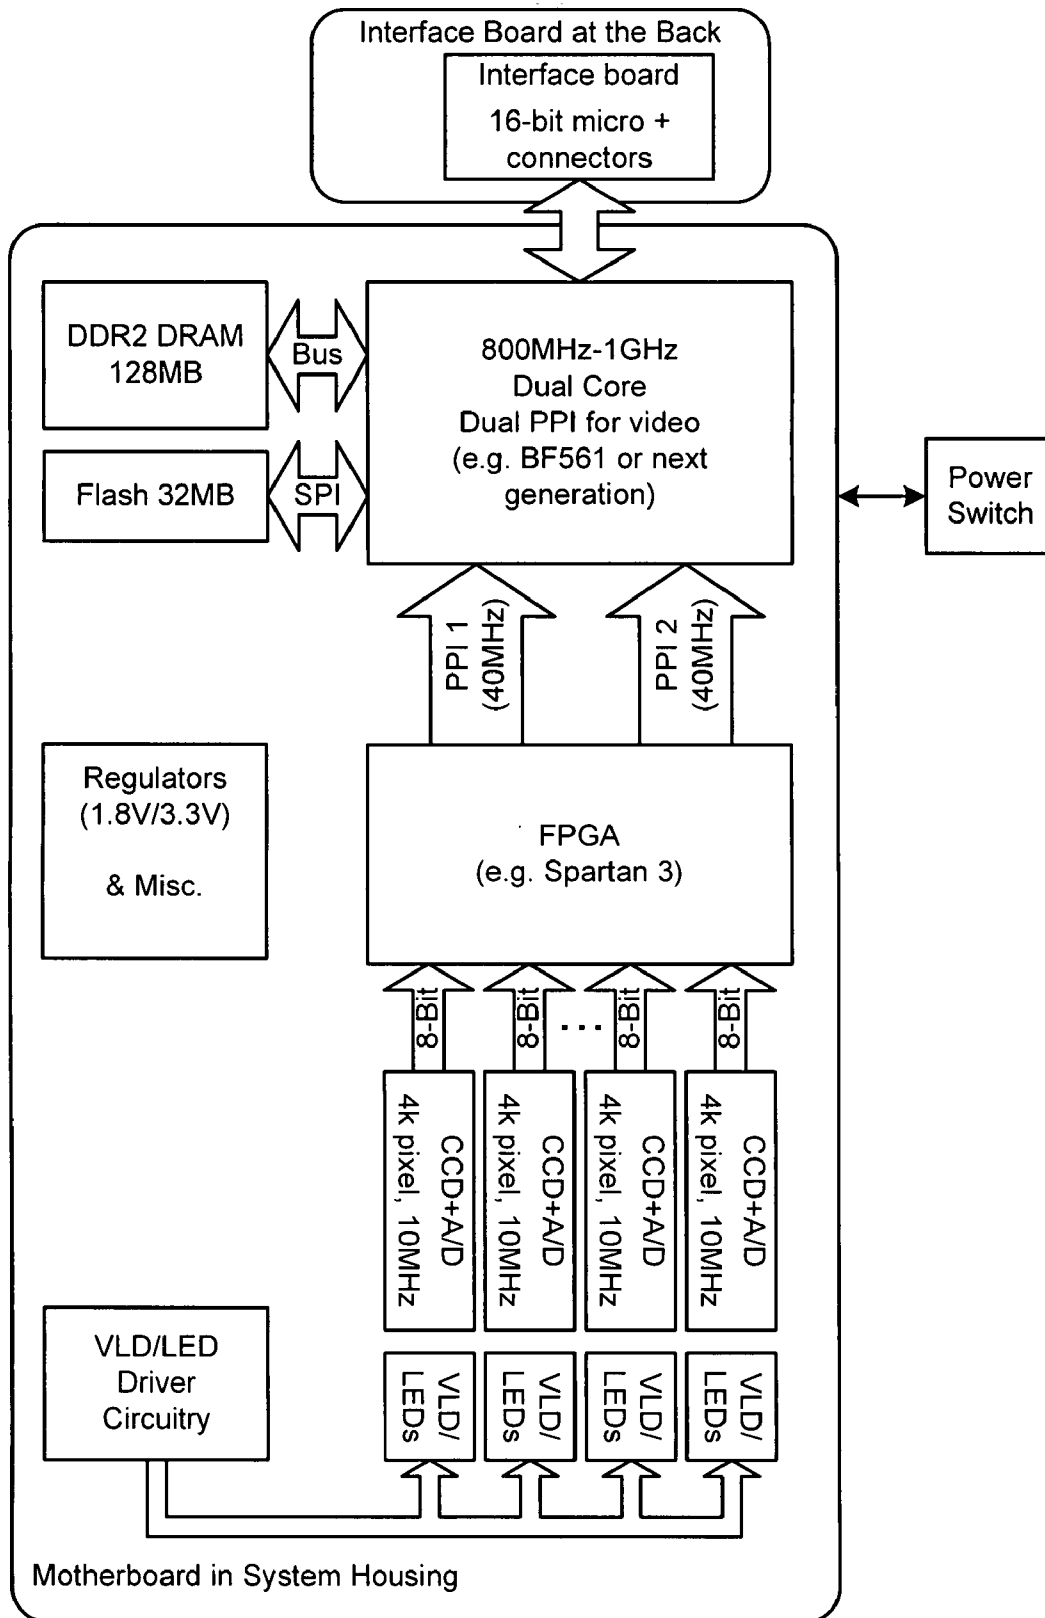 Interface Board at the Back
Interface board
16-bit micro +
connectors
DDR2 DRAM
128MB
Bus
800MHz-1GHz
Dual Core
Dual PPI for video
(e.g. BF561 or next
generation)
Flash 32MB
SPI
Power
Switch
PPI 1
(40MHz)
PPI 2
(40MHz)
Regulators
(1.8V/3.3V)
& Misc.
FPGA
(e.g. Spartan 3)
8-Bit
8-Bit
...
8-Bit
8-Bit
CCD+A/D
4k pixel, 10MHz
CCD+A/D
4k pixel, 10MHz
CCD+A/D
4k pixel, 10MHz
CCD+A/D
4k pixel, 10MHz
VLD/LED
Driver
Circuitry
VLD/
LEDs
VLD/
LEDs
VLD/
LEDs
VLD/
LEDs
Motherboard in System Housing